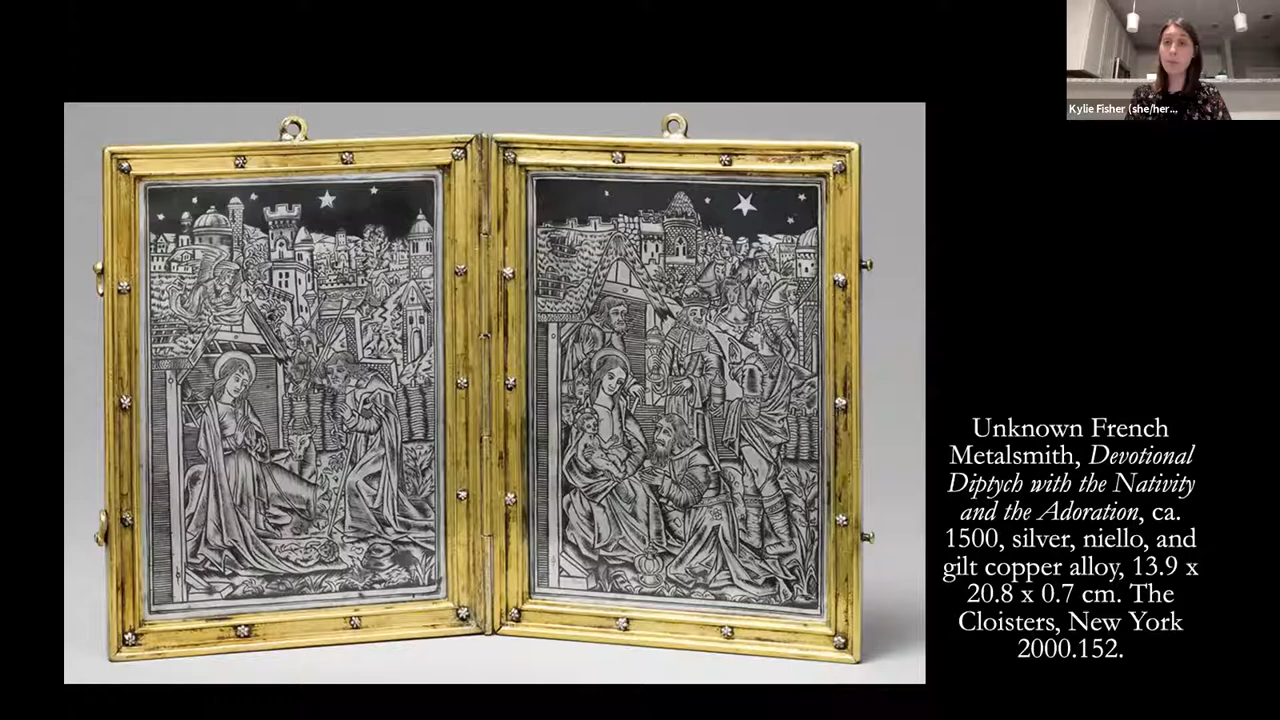 Kylie Fisher (she/her...
Unknown French
Metalsmith, Devotional
Diptych with the Nativity
and the Adoration, ca.
1500, silver, niello, and
gilt copper alloy, 13.9 x
20.8 x 0.7 cm. The
Cloisters, New York
2000.152.